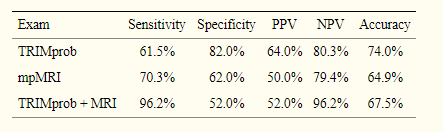 Exam Sensitivity Specificity PPV NPV Accuracy
TRIMprob 61.5% 82.0% 64.0% 80.3% 74.0%
mpMRI 70.3% 62.0% 50.0% 79.4% 64.9%
TRIMprob + MRI 96.2% 52.0% 52.0% 96.2% 67.5%